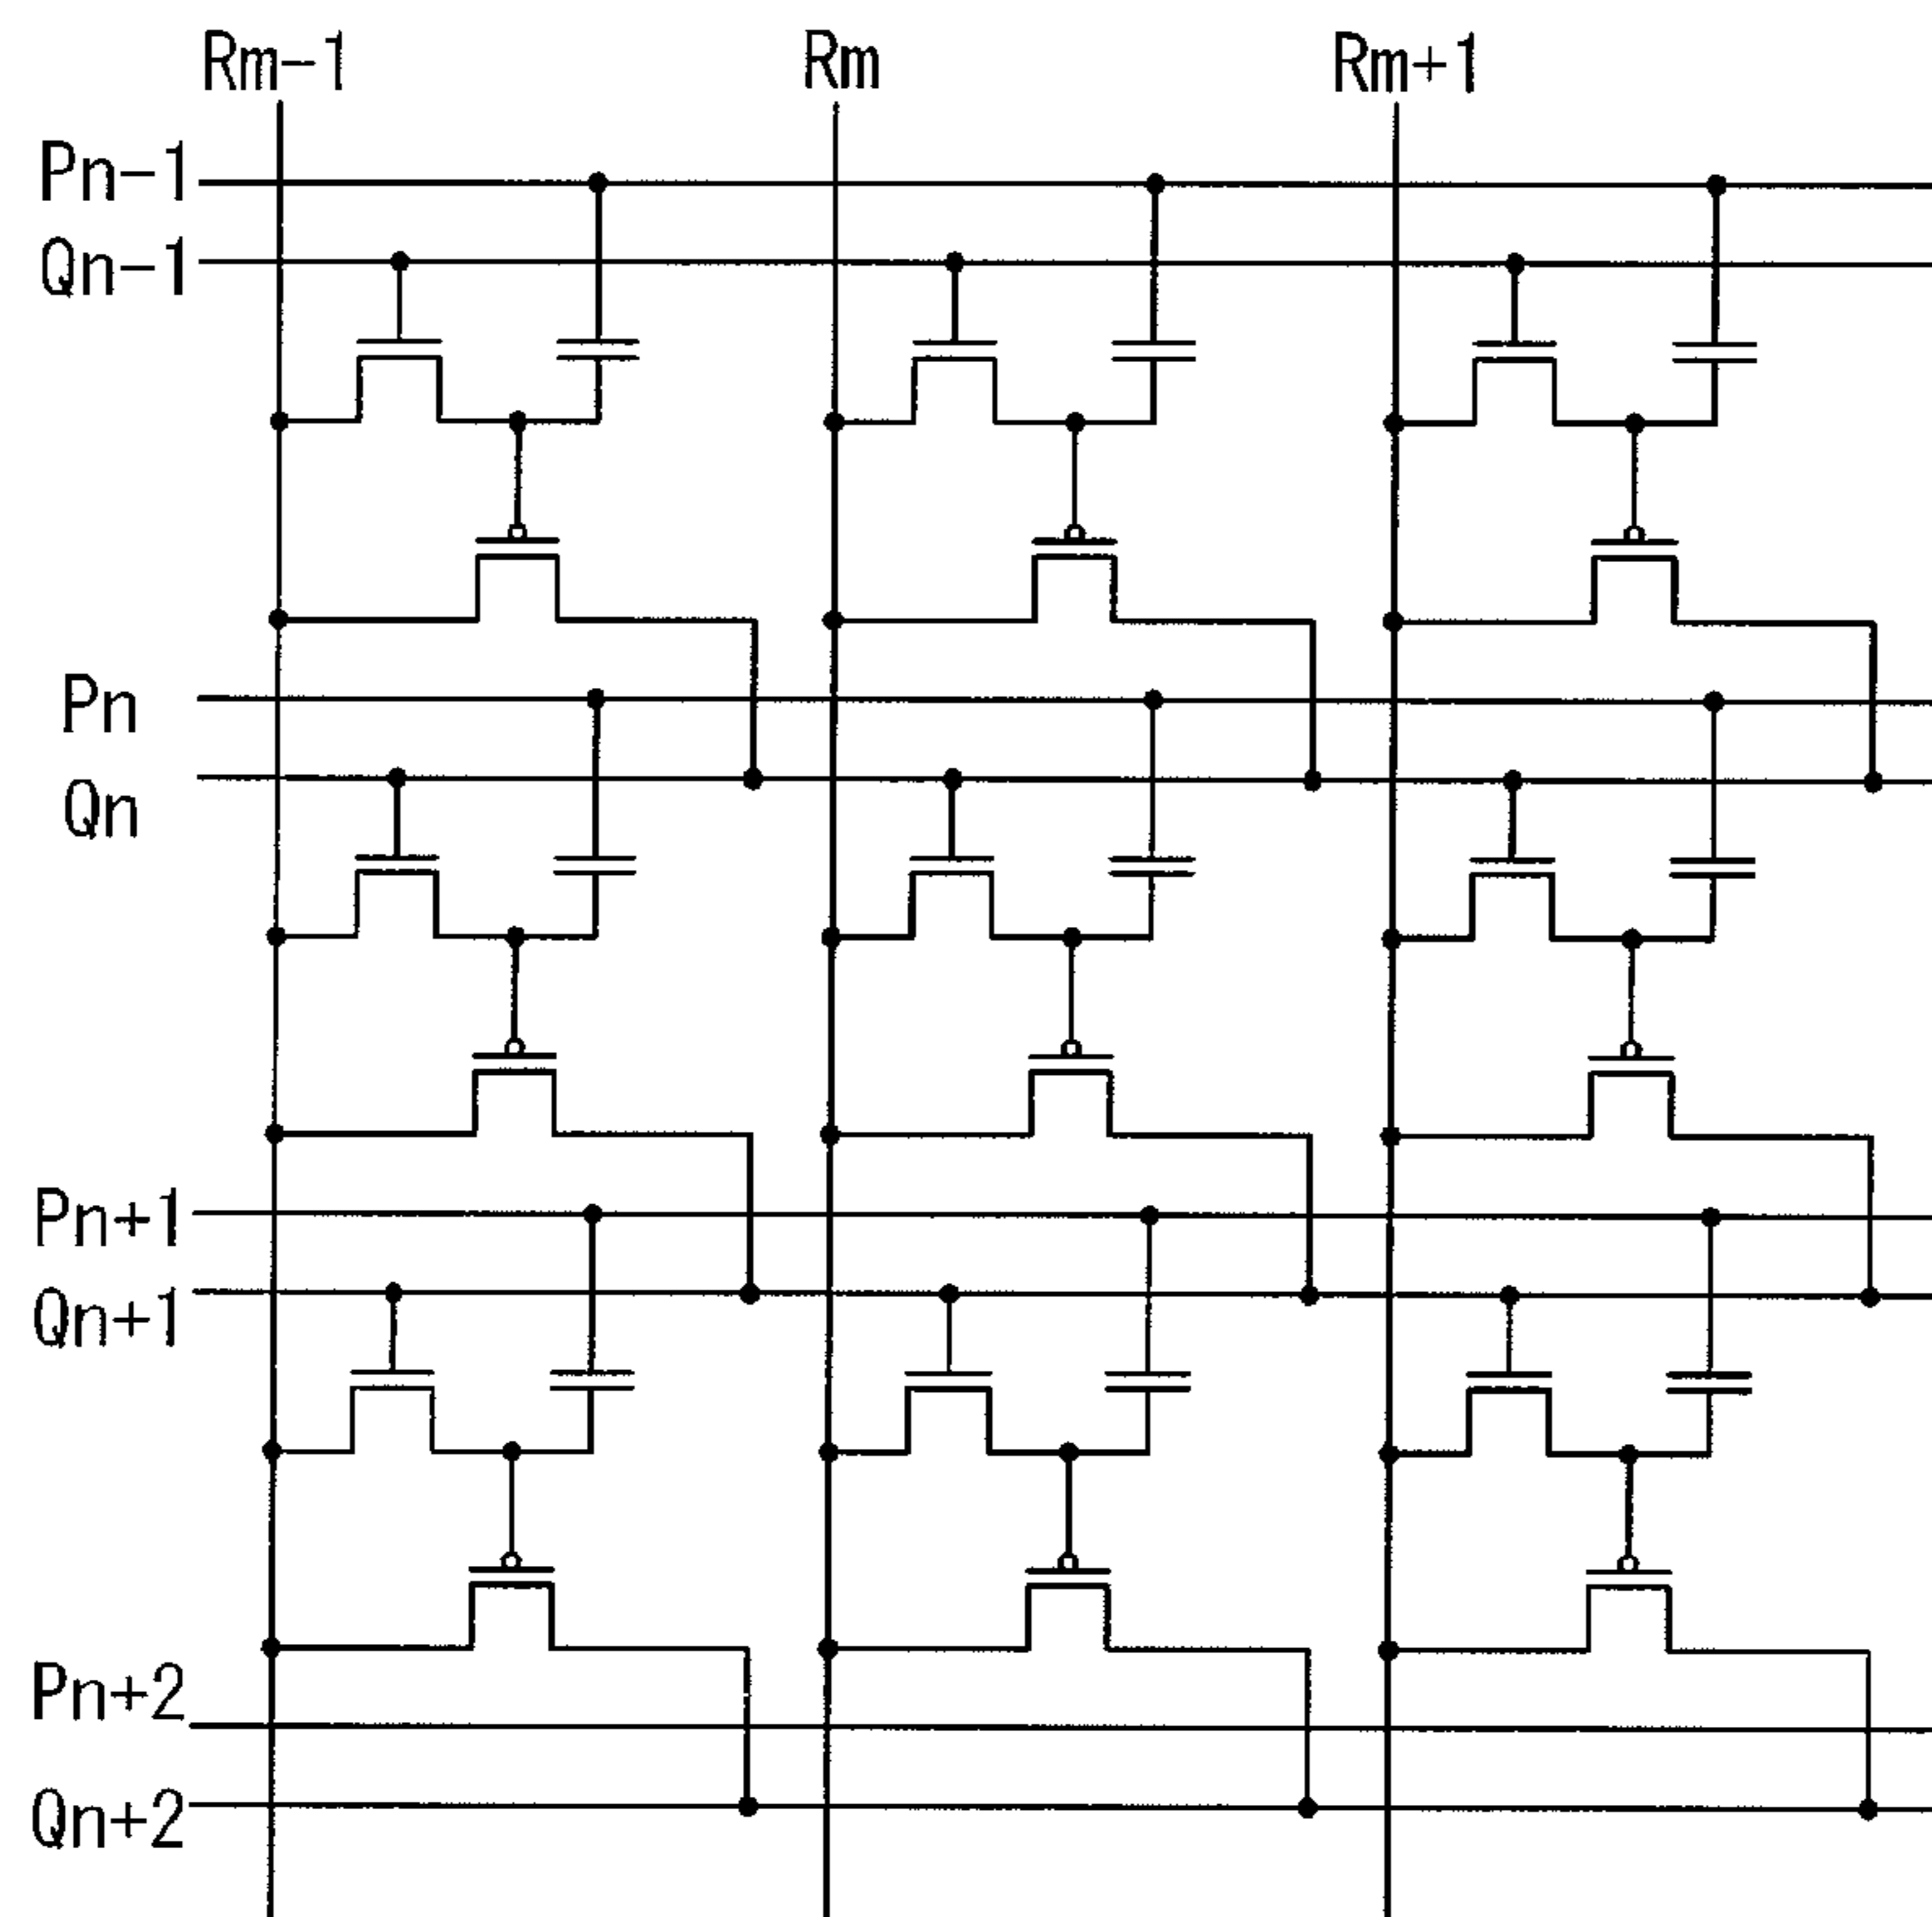 Rm-1 Rm Rm+1
Pn-1
Qn-1
Pn
Qn
Pn+1
Qn+1
Pn+2
Qn+2